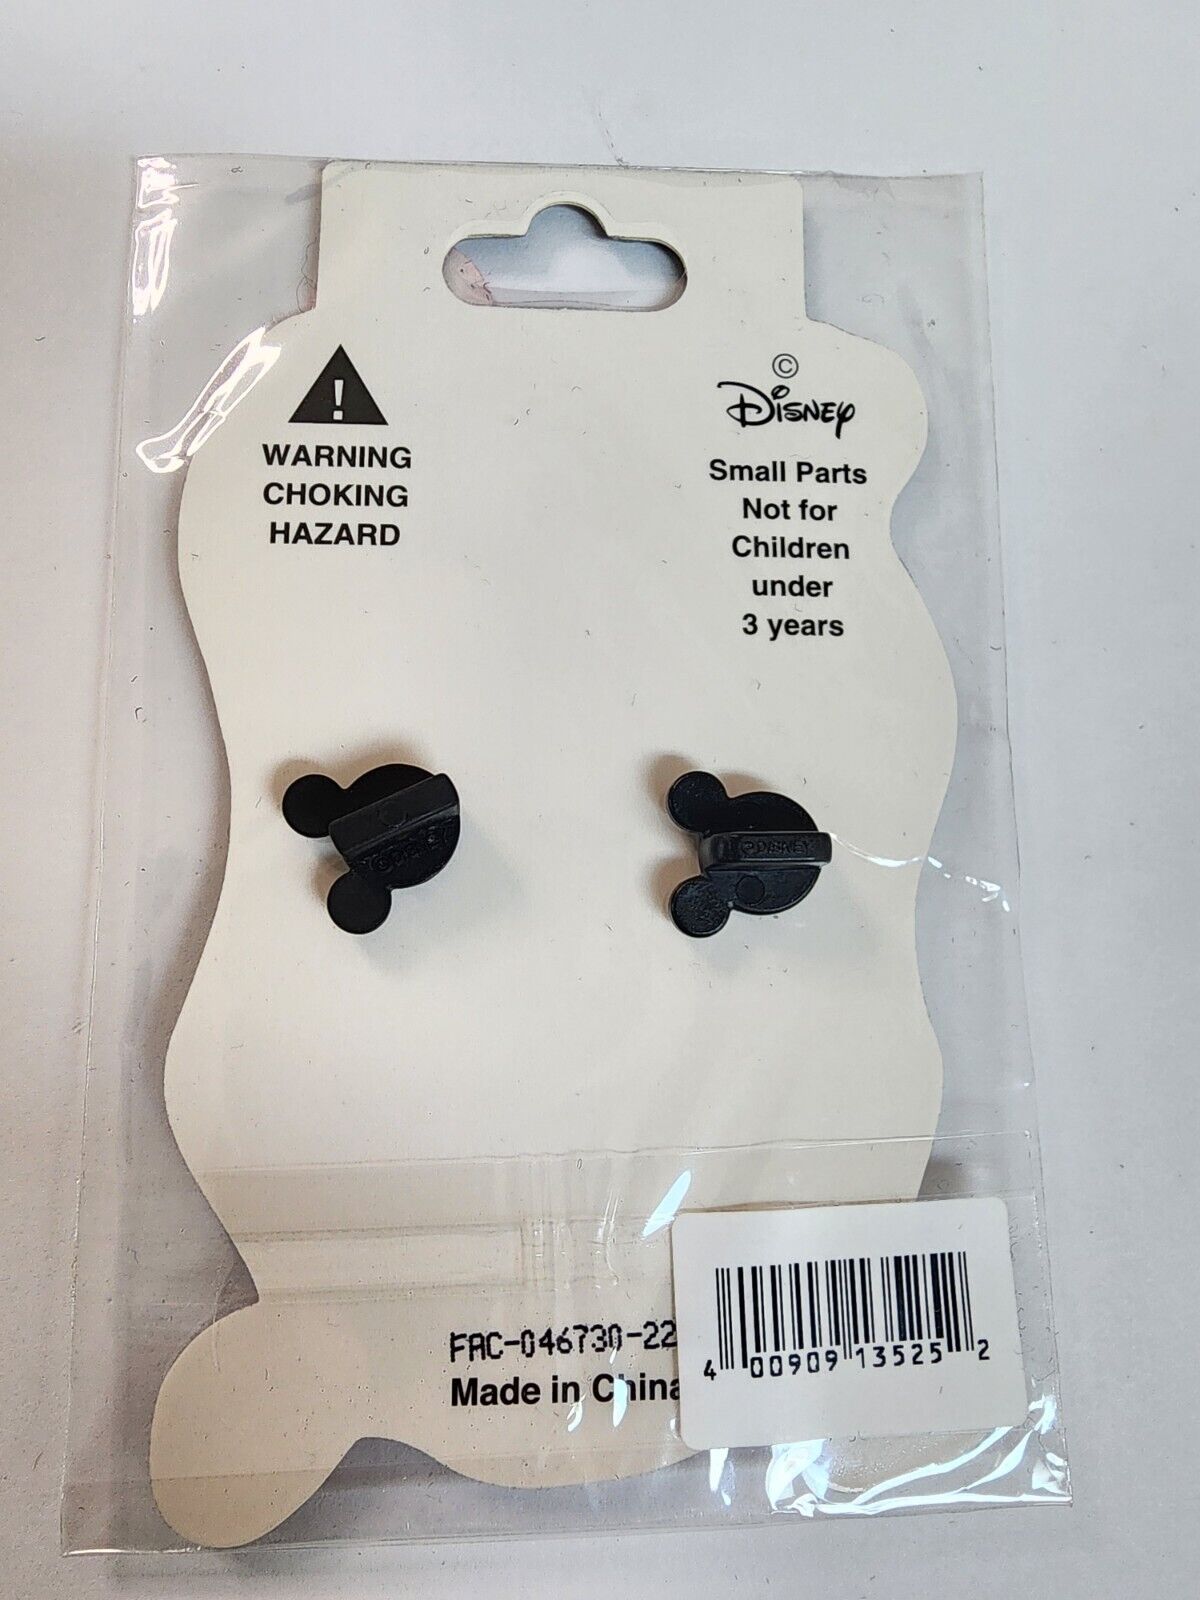 !
WARNING
CHOKING
HAZARD
©
Disney
Small Parts
Not for
Children
under
3 years
©DISNEY
FAC-046730-22
Made in China
4 00909 13525 2